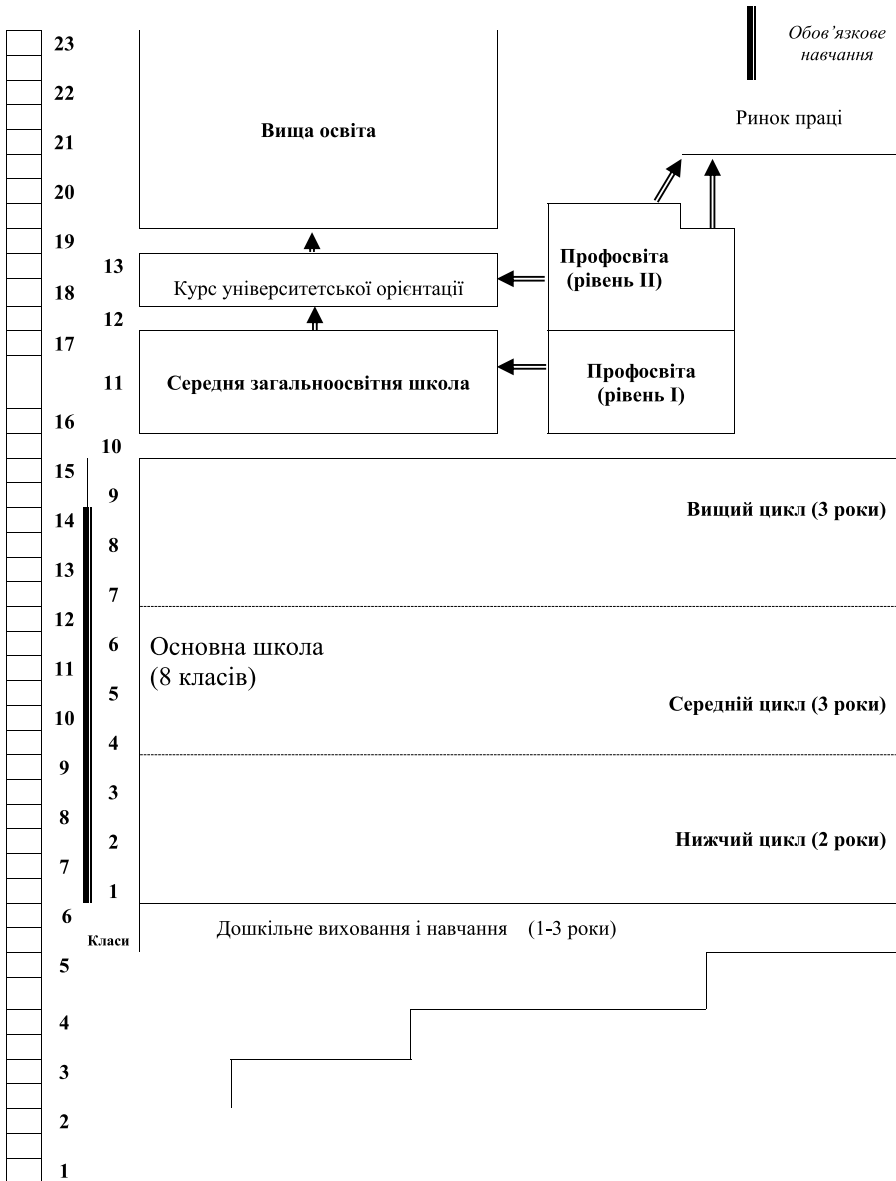 23
Обов’язкове
навчання
22
Ринок праці
Вища освіта
21
20
19
13
Профосвіта
(рівень II)
18
Курс університетської орієнтації
12
17
Профосвіта
(рівень I)
11
Середня загальноосвітня школа
16
10
15
9
Вищий цикл (3 роки)
14
8
13
7
12
6
Основна школа
(8 класів)
11
5
Середній цикл (3 роки)
10
4
9
3
8
2
Нижчий цикл (2 роки)
7
1
6
Дошкільне виховання і навчання (1-3 роки)
Класи
5
4
3
2
1